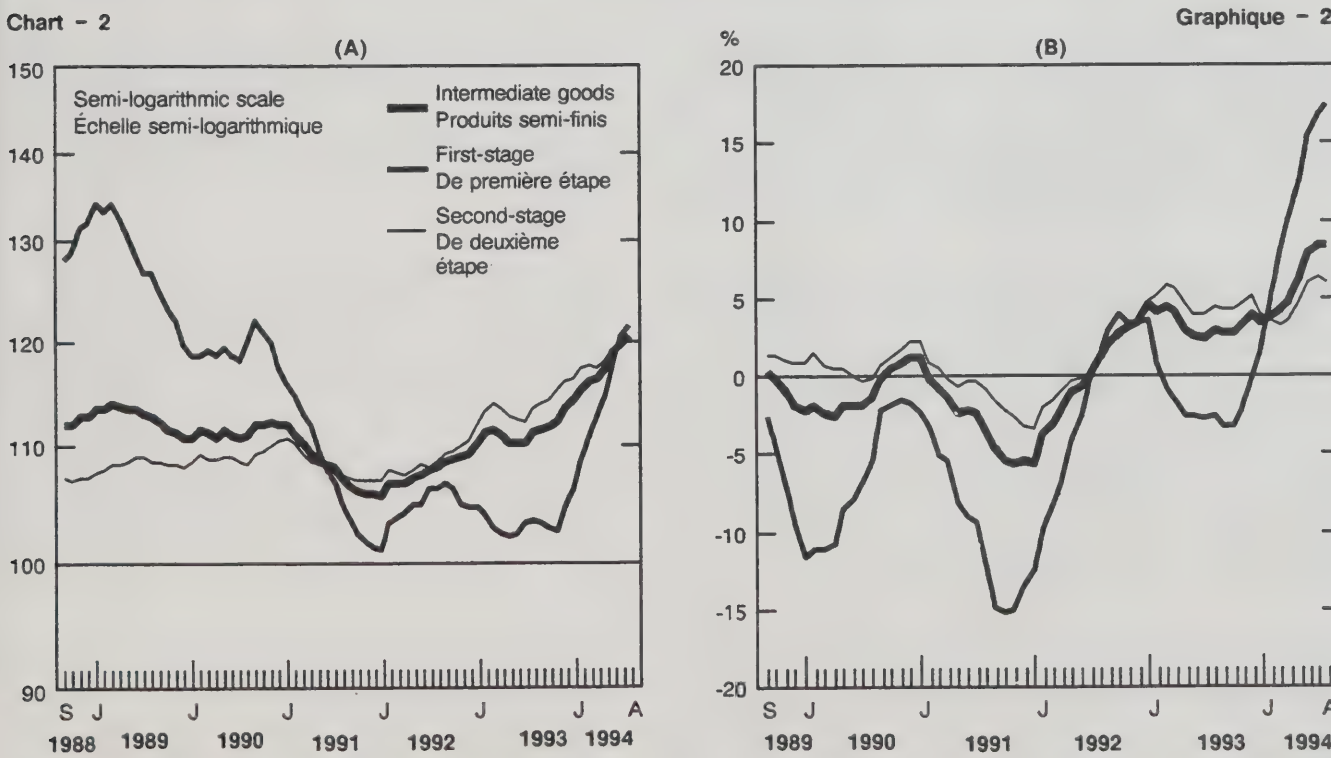 Chart - 2
Graphique - 2
(A)
Semi-logarithmic scale
Échelle semi-logarithmique
Intermediate goods
Produits semi-finis
First-stage
De première étape
Second-stage
De deuxième
étape
150
140
130
120
110
100
90
S J J J J J A
1988 1989 1990 1991 1992 1993 1994
%
(B)
20
15
10
5
0
-5
-10
-15
-20
S J J J J J A
1989 1990 1991 1992 1993 1994